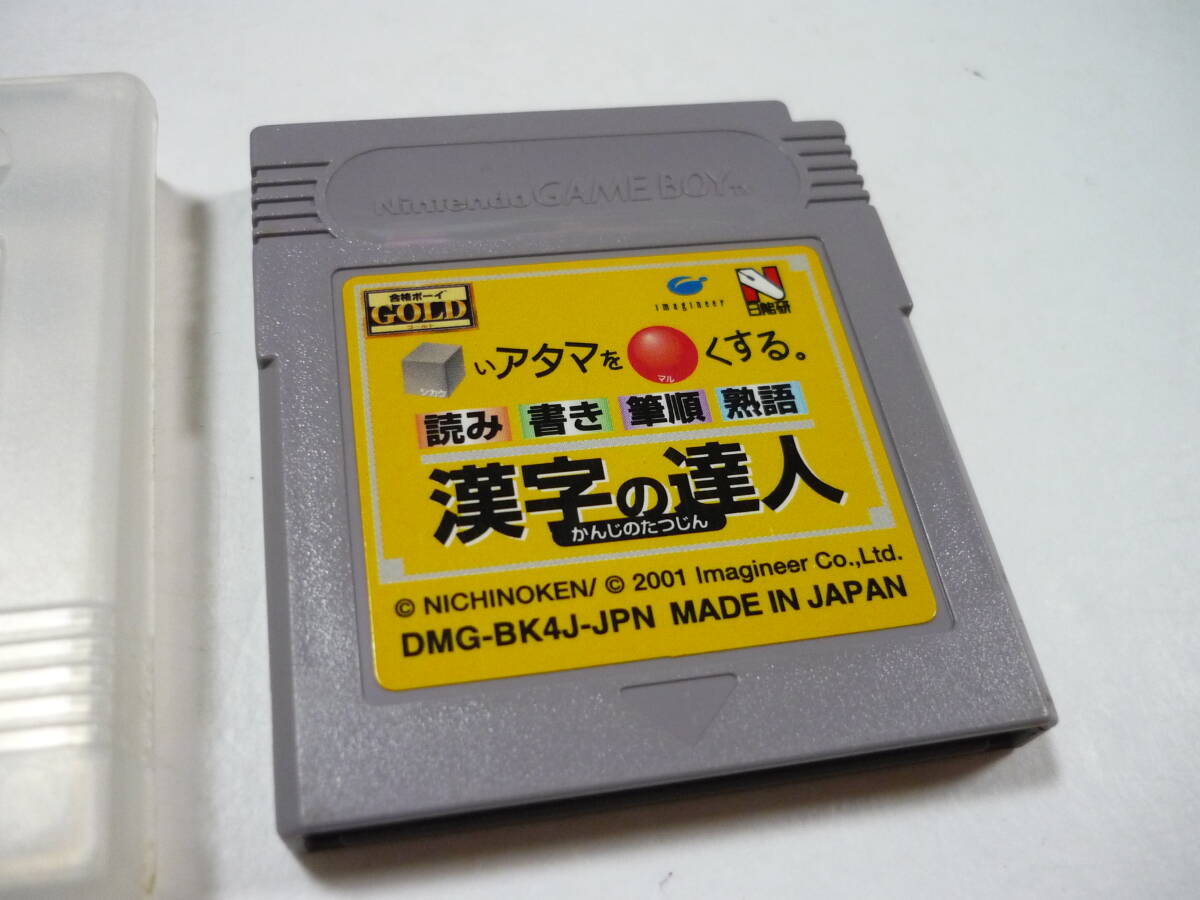 Nintendo GAME BOY TM
合格ボーイ
GOLD
ゴールド
imagineer
N
日能研
シカク
いアタマを
マル
くする。
読み 書き 筆順 熟語
漢字の達人
かんじのたつじん
© NICHINOKEN/ © 2001 Imagineer Co.,Ltd.
DMG-BK4J-JPN MADE IN JAPAN